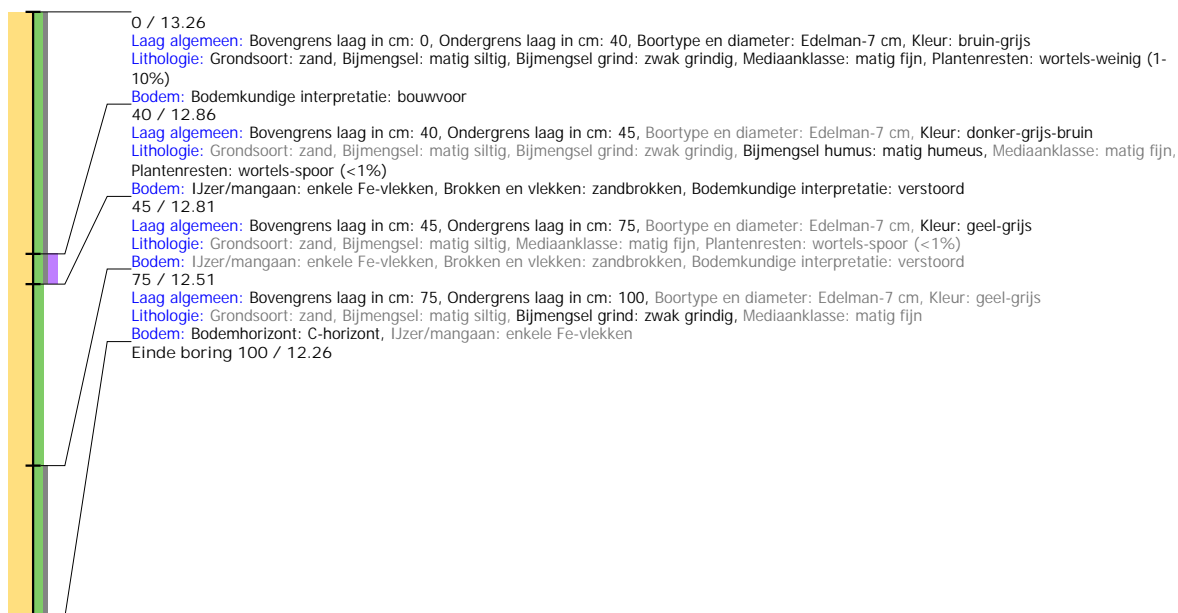 0 / 13.26
Laag algemeen: Bovengrens laag in cm: 0, Ondergrens laag in cm: 40, Boortype en diameter: Edelman-7 cm, Kleur: bruin-grijs
Lithologie: Grondsoort: zand, Bijmengsel: matig siltig, Bijmengsel grind: zwak grindig, Mediaanklasse: matig fijn, Plantenresten: wortels-weinig (1-
10%)
Bodem: Bodemkundige interpretatie: bouwvoor
40 / 12.86
Laag algemeen: Bovengrens laag in cm: 40, Ondergrens laag in cm: 45, Boortype en diameter: Edelman-7 cm, Kleur: donker-grijs-bruin
Lithologie: Grondsoort: zand, Bijmengsel: matig siltig, Bijmengsel grind: zwak grindig, Bijmengsel humus: matig humeus, Mediaanklasse: matig fijn,
Plantenresten: wortels-spoor (<1%)
Bodem: IJzer/mangaan: enkele Fe-vlekken, Brokken en vlekken: zandbrokken, Bodemkundige interpretatie: verstoord
45 / 12.81
Laag algemeen: Bovengrens laag in cm: 45, Ondergrens laag in cm: 75, Boortype en diameter: Edelman-7 cm, Kleur: geel-grijs
Lithologie: Grondsoort: zand, Bijmengsel: matig siltig, Mediaanklasse: matig fijn, Plantenresten: wortels-spoor (<1%)
Bodem: IJzer/mangaan: enkele Fe-vlekken, Brokken en vlekken: zandbrokken, Bodemkundige interpretatie: verstoord
75 / 12.51
Laag algemeen: Bovengrens laag in cm: 75, Ondergrens laag in cm: 100, Boortype en diameter: Edelman-7 cm, Kleur: geel-grijs
Lithologie: Grondsoort: zand, Bijmengsel: matig siltig, Bijmengsel grind: zwak grindig, Mediaanklasse: matig fijn
Bodem: Bodemhorizont: C-horizont, IJzer/mangaan: enkele Fe-vlekken
Einde boring 100 / 12.26